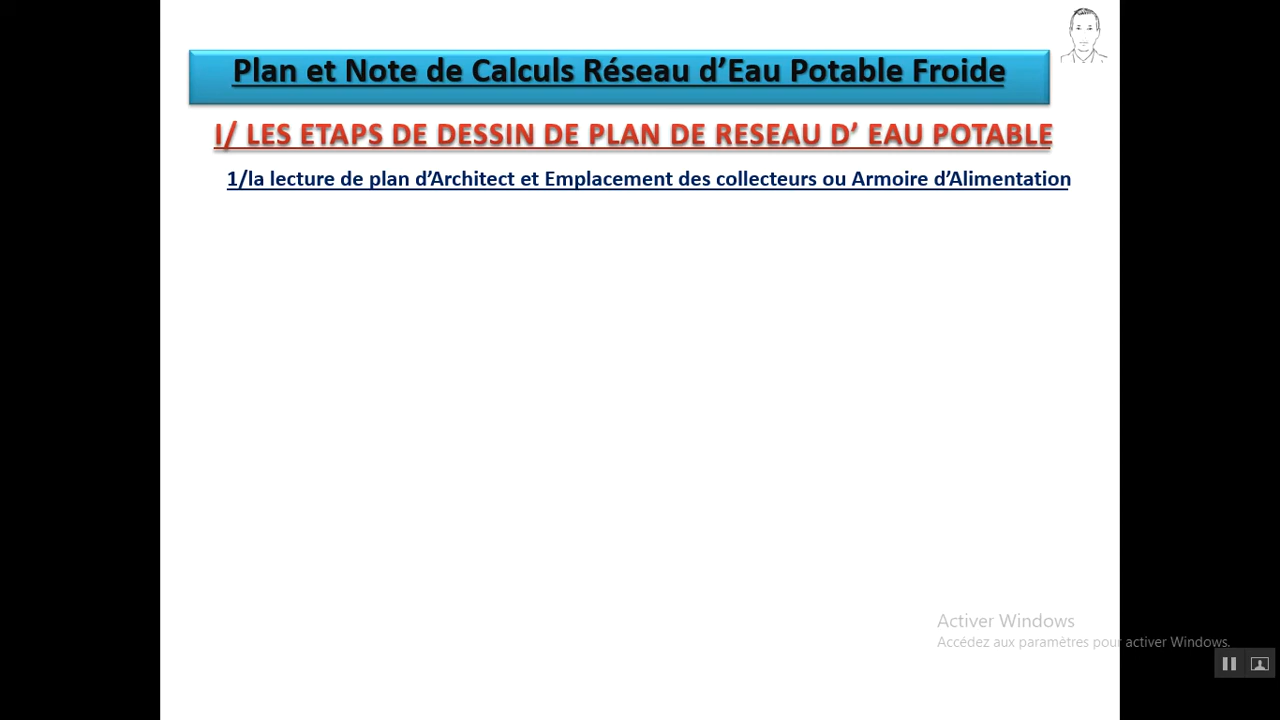 Plan et Note de Calculs Réseau d’Eau Potable Froide
I/ LES ETAPS DE DESSIN DE PLAN DE RESEAU D’ EAU POTABLE
1/la lecture de plan d’Architect et Emplacement des collecteurs ou Armoire d’Alimentation
Activer Windows
Accédez aux paramètres pour activer Windows.